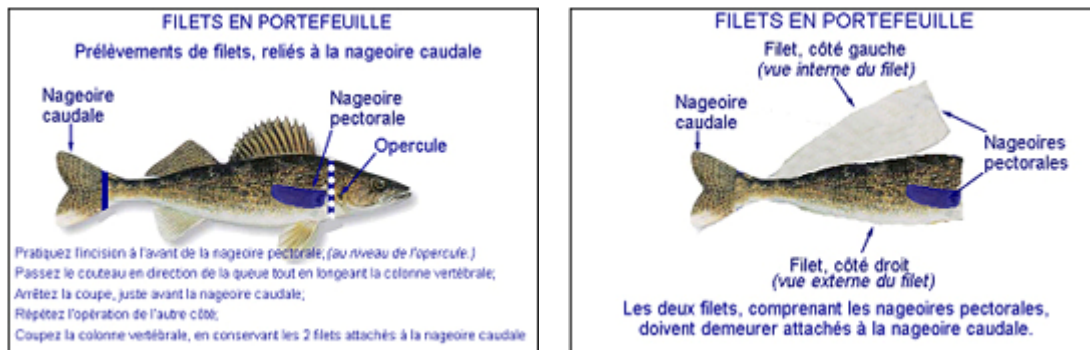 FILETS EN PORTEFEUILLE
Prélèvements de filets, reliés à la nageoire caudale
Nageoire
caudale
Nageoire
pectorale
Opercule
Pratiquez l'incision à l'avant de la nageoire pectorale; (au niveau de l'opercule.)
Passez le couteau en direction de la queue tout en longeant la colonne vertébrale;
Arrêtez la coupe, juste avant la nageoire caudale;
Répétez l'opération de l'autre côté;
Coupez la colonne vertébrale, en conservant les 2 filets attachés à la nageoire caudale
FILETS EN PORTEFEUILLE
Filet, côté gauche
(vue interne du filet)
Nageoire
caudale
Nageoires
pectorales
Filet, côté droit
(vue externe du filet)
Les deux filets, comprenant les nageoires pectorales,
doivent demeurer attachés à la nageoire caudale.